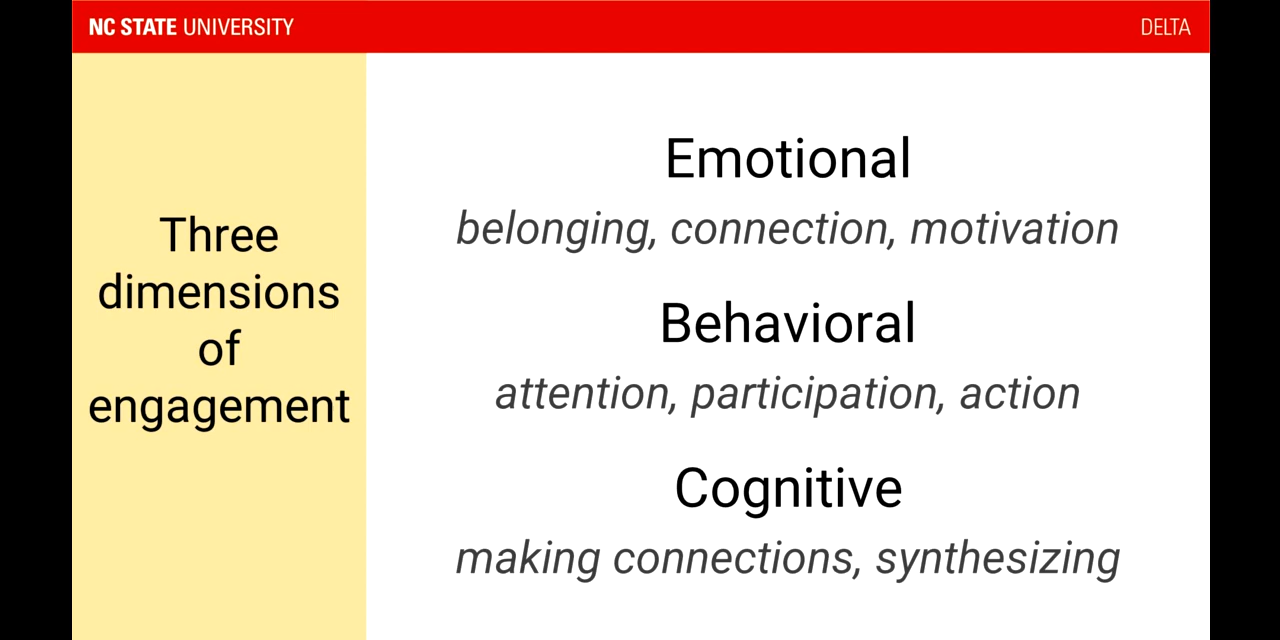 NC STATE UNIVERSITY
DELTA
Three
dimensions
of
engagement
Emotional
belonging, connection, motivation
Behavioral
attention, participation, action
Cognitive
making connections, synthesizing